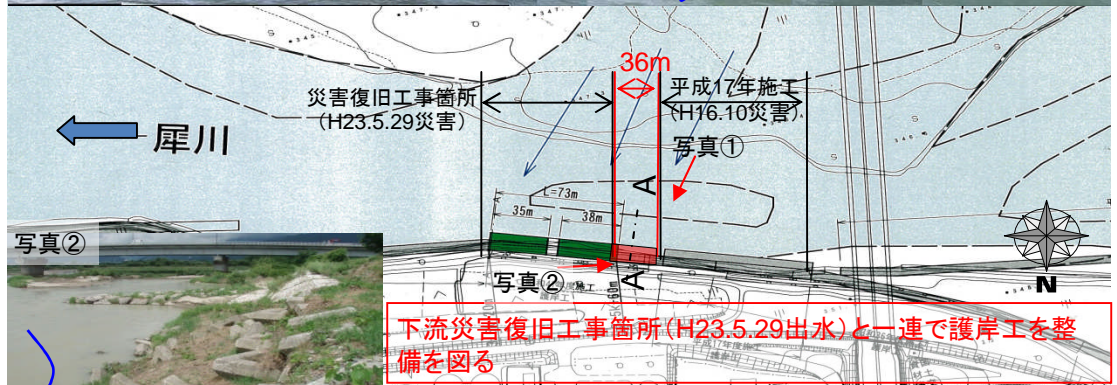 36m
災害復旧工事箇所
(H23.5.29災害)
平成17年施工
(H16.10災害)
犀川
写真①
A
L=73m
35m
38m
写真②
写真②
A
N
下流災害復旧工事箇所(H23.5.29出水)と一連で護岸工を整
備を図る